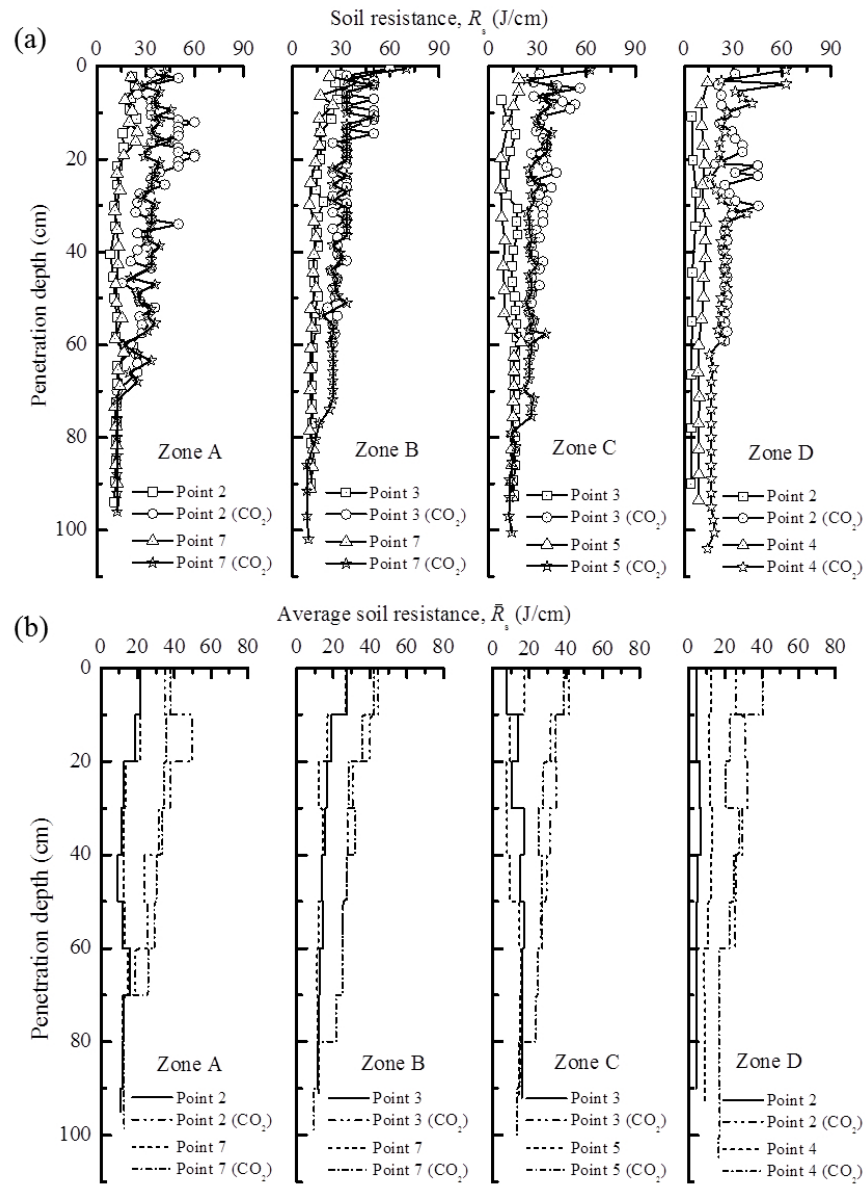 (a)
Soil resistance, Rs (J/cm)
0 30 60 90 0 30 60 90 0 30 60 90 0 30 60 90
Penetration depth (cm)
0
20
40
60
80
100
Zone A
Point 2
Point 2 (CO2)
Point 7
Point 7 (CO2)
Zone B
Point 3
Point 3 (CO2)
Point 7
Point 7 (CO2)
Zone C
Point 3
Point 3 (CO2)
Point 5
Point 5 (CO2)
Zone D
Point 2
Point 2 (CO2)
Point 4
Point 4 (CO2)
(b)
Average soil resistance, R̄s (J/cm)
0 20 40 60 80 0 20 40 60 80 0 20 40 60 80 0 20 40 60 80
Penetration depth (cm)
0
20
40
60
80
100
Zone A
Point 2
Point 2 (CO2)
Point 7
Point 7 (CO2)
Zone B
Point 3
Point 3 (CO2)
Point 7
Point 7 (CO2)
Zone C
Point 3
Point 3 (CO2)
Point 5
Point 5 (CO2)
Zone D
Point 2
Point 2 (CO2)
Point 4
Point 4 (CO2)